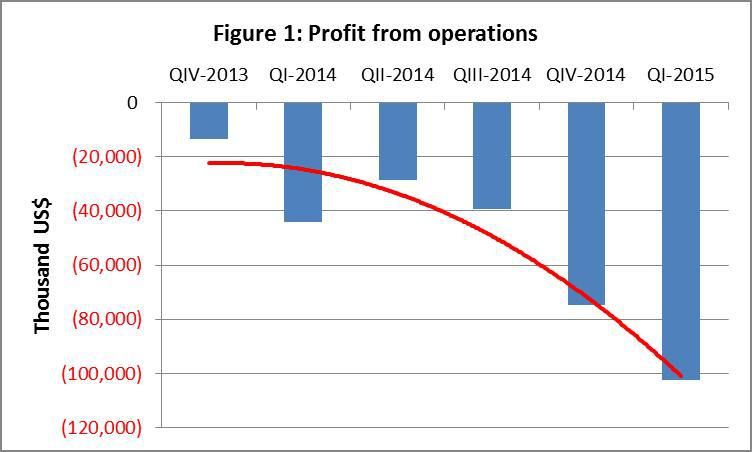 Figure 1: Profit from operations
QIV-2013 QI-2014 QII-2014 QIII-2014 QIV-2014 QI-2015
0
(20,000)
(40,000)
(60,000)
(80,000)
(100,000)
(120,000)
Thousand US$